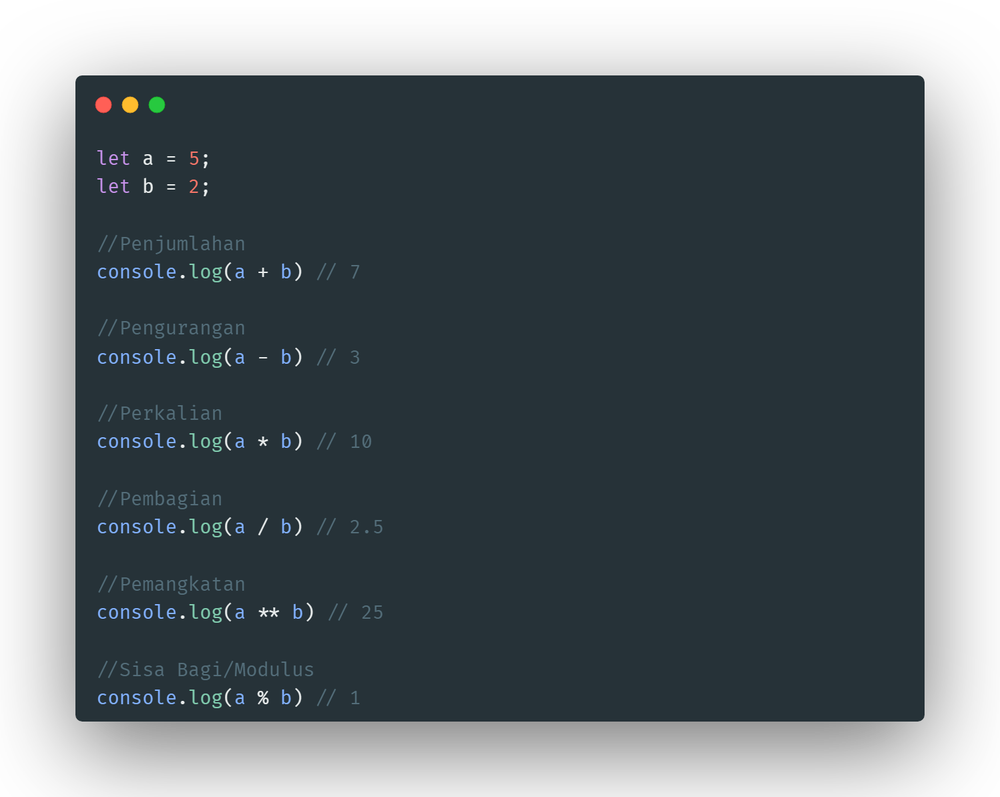 let a = 5;
let b = 2;
//Penjumlahan
console.log(a + b) // 7
//Pengurangan
console.log(a - b) // 3
//Perkalian
console.log(a * b) // 10
//Pembagian
console.log(a / b) // 2.5
//Pemangkatan
console.log(a ** b) // 25
//Sisa Bagi/Modulus
console.log(a % b) // 1